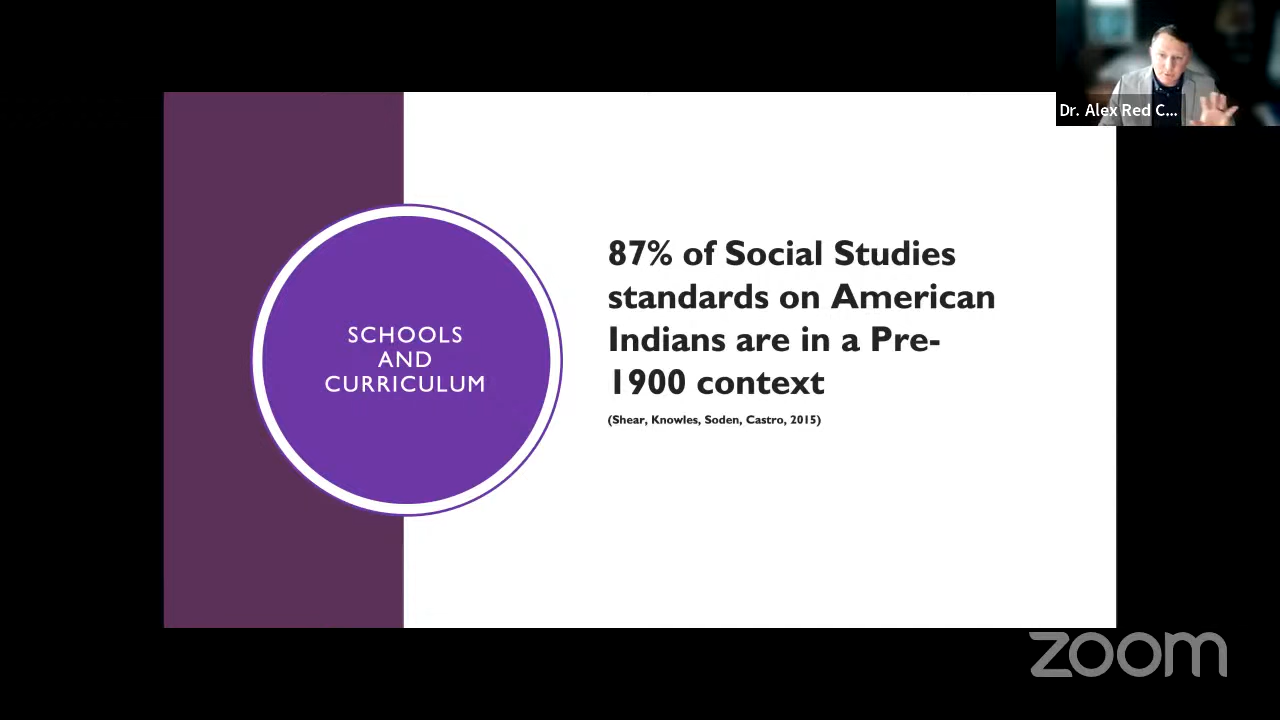 Dr. Alex Red C...
SCHOOLS
AND
CURRICULUM
87% of Social Studies
standards on American
Indians are in a Pre-
1900 context
(Shear, Knowles, Soden, Castro, 2015)
zoom